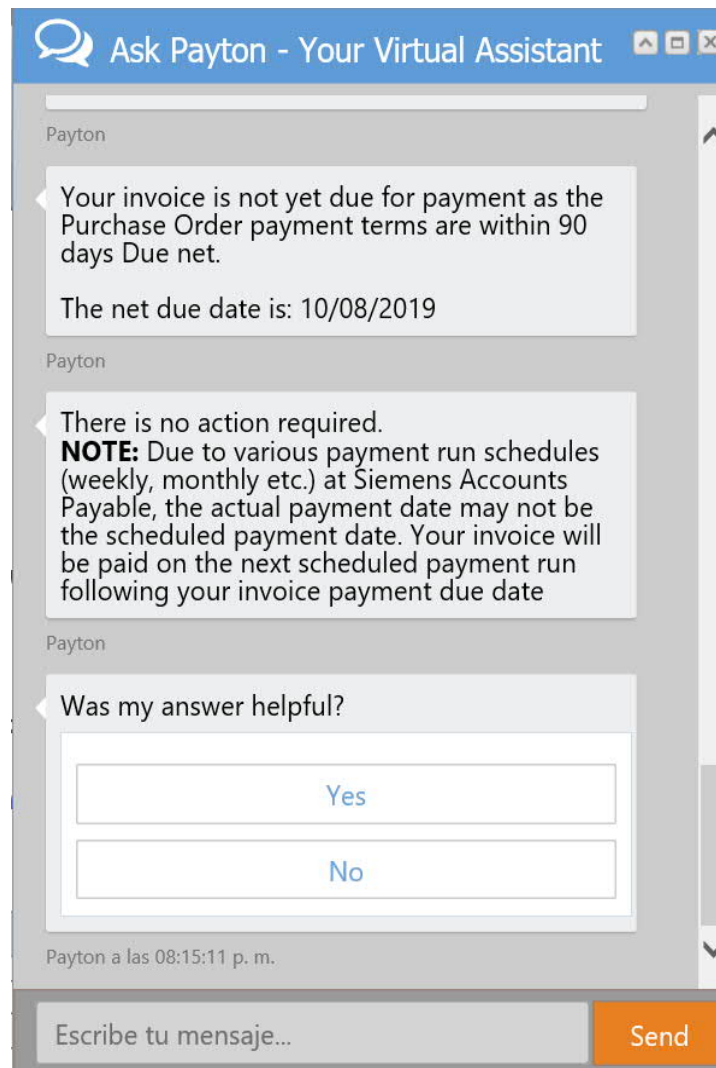 Ask Payton - Your Virtual Assistant
Payton
Your invoice is not yet due for payment as the
Purchase Order payment terms are within 90
days Due net.
The net due date is: 10/08/2019
Payton
There is no action required.
NOTE: Due to various payment run schedules
(weekly, monthly etc.) at Siemens Accounts
Payable, the actual payment date may not be
the scheduled payment date. Your invoice will
be paid on the next scheduled payment run
following your invoice payment due date
Payton
Was my answer helpful?
Yes
No
Payton a las 08:15:11 p. m.
Escribe tu mensaje...
Send